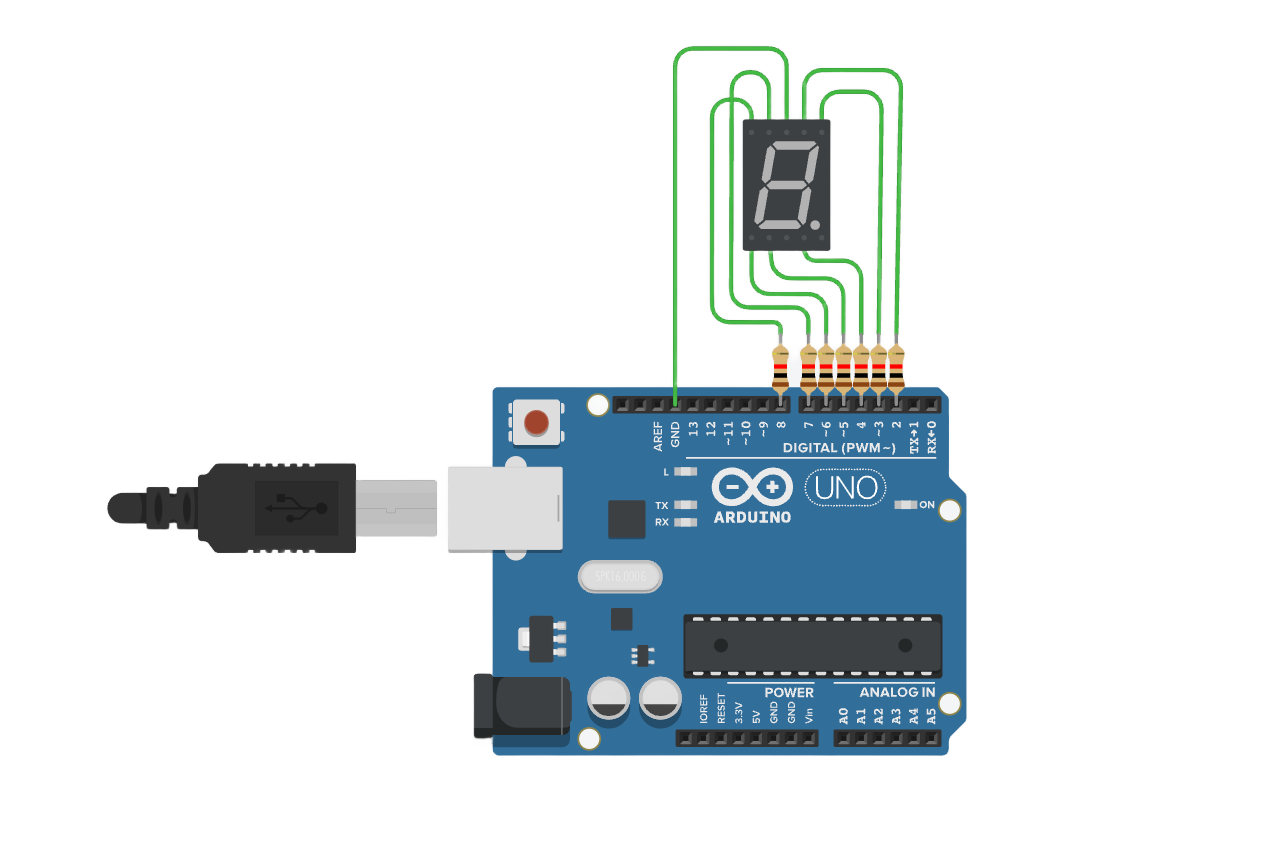 AREF
GND
13
12
~11
~10
~9
8
7
~6
~5
4
~3
2
TX→1
RX←0
DIGITAL (PWM~)
L
TX
RX
ARDUINO
UNO
ON
POWER
ANALOG IN
IOREF
RESET
3.3V
5V
GND
GND
Vin
A0
A1
A2
A3
A4
A5